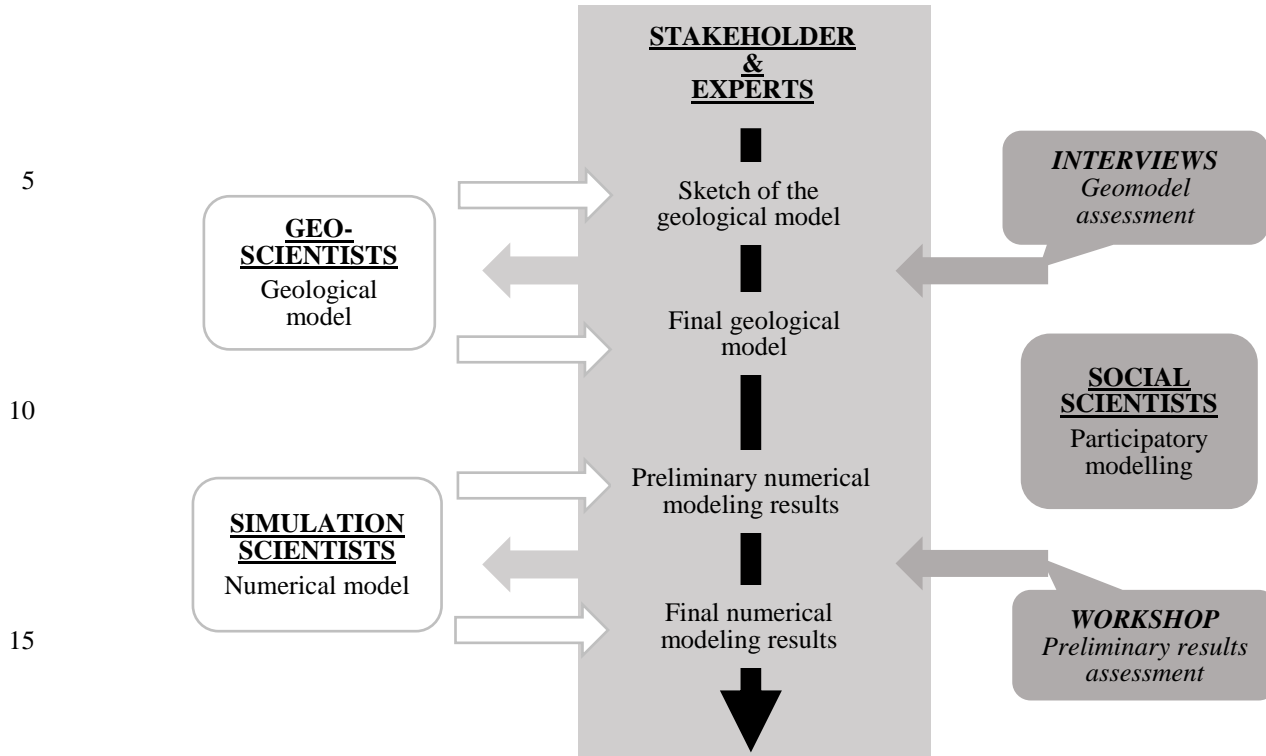 STAKEHOLDER
&
EXPERTS
5
Sketch of the
geological model
GEO-
SCIENTISTS
Geological
model
INTERVIEWS
Geomodel
assessment
Final geological
model
10
SOCIAL
SCIENTISTS
Participatory
modelling
Preliminary numerical
modeling results
SIMULATION
SCIENTISTS
Numerical model
Final numerical
modeling results
15
WORKSHOP
Preliminary results
assessment